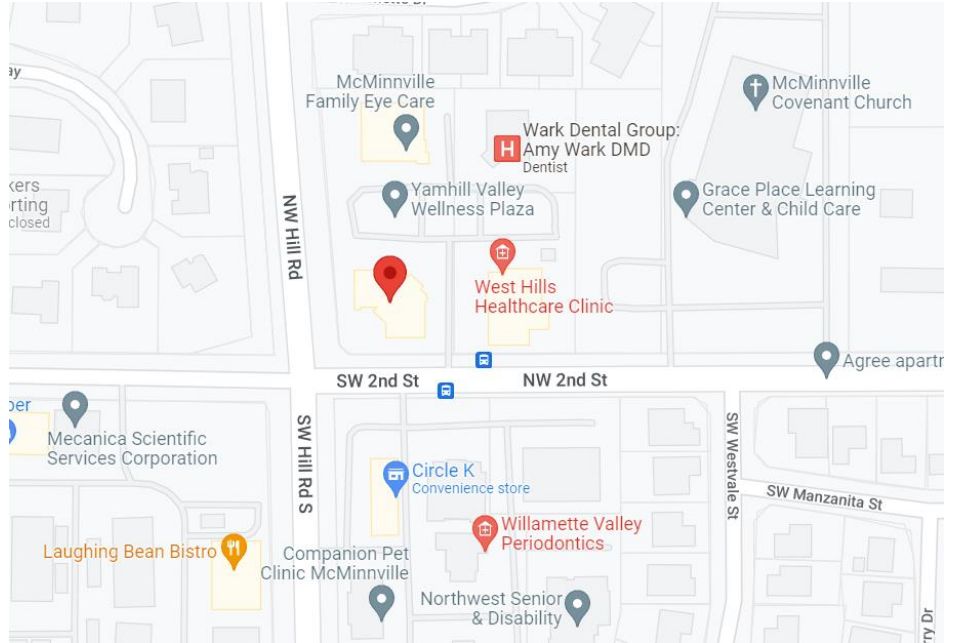 McMinnville
Family Eye Care
McMinnville
Covenant Church
Wark Dental Group:
Amy Wark DMD
Dentist
Yamhill Valley
Wellness Plaza
Grace Place Learning
Center & Child Care
closed
NW Hill Rd
West Hills
Healthcare Clinic
SW 2nd St
NW 2nd St
Agree
Mecanica Scientific
Services Corporation
SW Hill Rd S
Circle K
Convenience store
SW Westvale St
SW Manzanita St
Willamette Valley
Periodontics
Laughing Bean Bistro
Companion Pet
Clinic McMinnville
Northwest Senior
& Disability
Dr